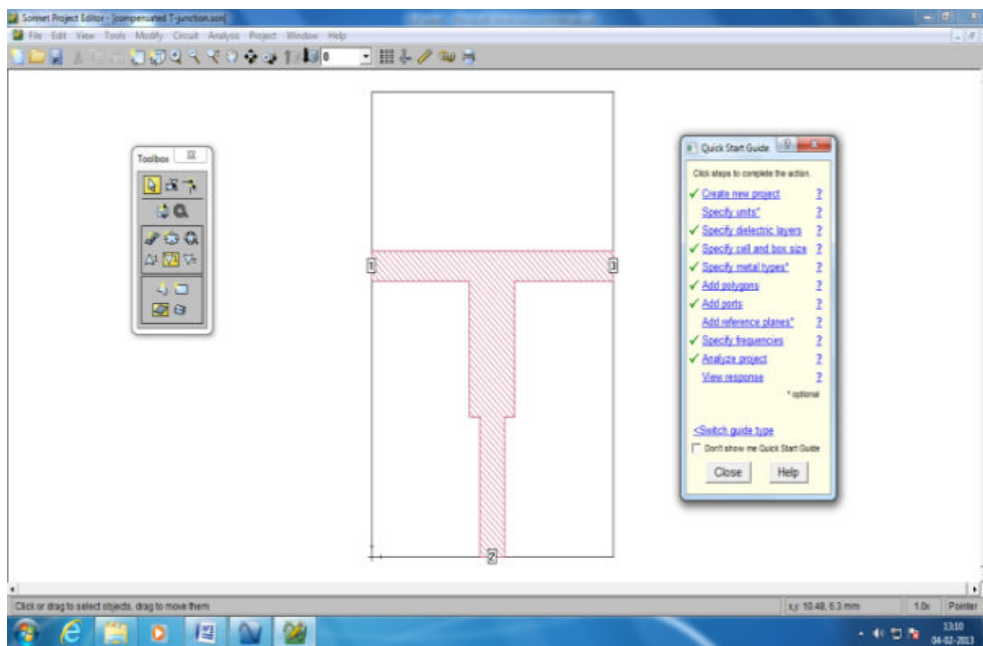 Sonnet Project Editor - [compensated T-junction.son]
File Edit View Tools Modify Circuit Analysis Project Window Help
0
Toolbox
1
3
2
Quick Start Guide
Click steps to complete the action.
Create new project ?
Specify units* ?
Specify dielectric layers ?
Specify cell and box size ?
Specify metal types* ?
Add polygons ?
Add ports ?
Add reference planes* ?
Specify frequencies ?
Analyze project ?
View response ?
* optional
<Switch guide type
Don't show me Quick Start Guide
Close Help
Click or drag to select objects, drag to move them
x,y: 10.48, 6.3 mm 1.0x Pointer
13:10
04-02-2013